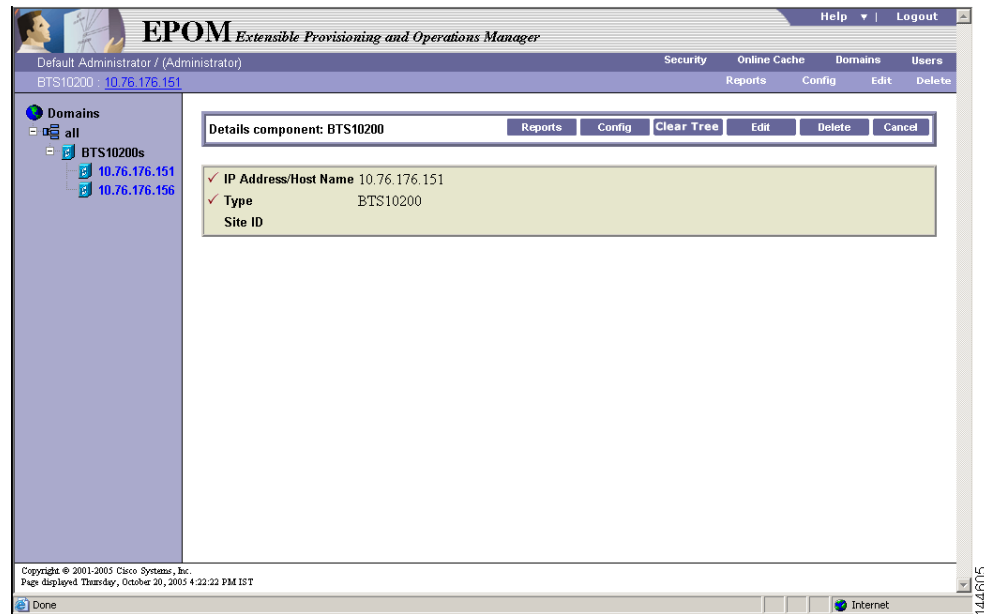 Help ▼ | Logout
EPOM Extensible Provisioning and Operations Manager
Default Administrator / (Administrator)
Security Online Cache Domains Users
BTS10200 : 10.76.176.151
Reports Config Edit Delete
Domains
all
BTS10200s
10.76.176.151
10.76.176.156
Details component: BTS10200
Reports Config Clear Tree Edit Delete Cancel
✓ IP Address/Host Name 10.76.176.151
✓ Type BTS10200
Site ID
Copyright © 2001-2005 Cisco Systems, Inc.
Page displayed Thursday, October 20, 2005 4:22:22 PM IST
Done
Internet
144605